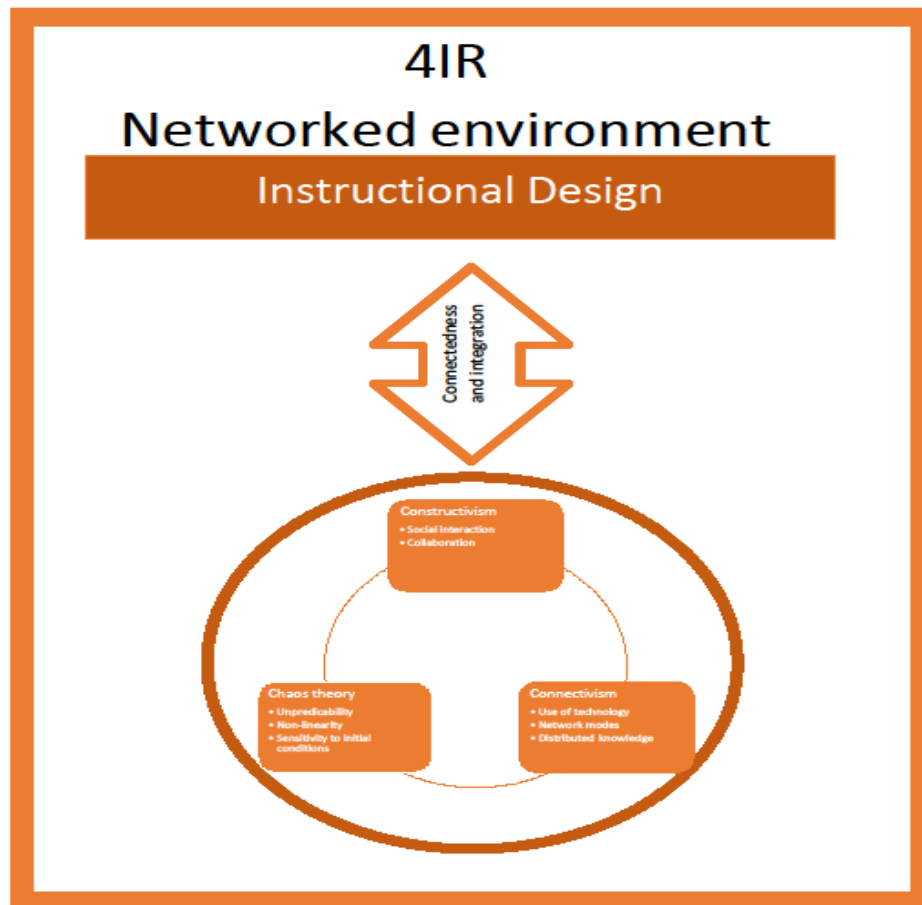 4IR
Networked environment
Instructional Design
Connectedness
and integration
Constructivism
• Social interaction
• Collaboration
Chaos theory
• Unpredicability
• Non-linearity
• Sensitivity to initial
conditions
Connectivism
• Use of technology
• Network modes
• Distributed knowledge